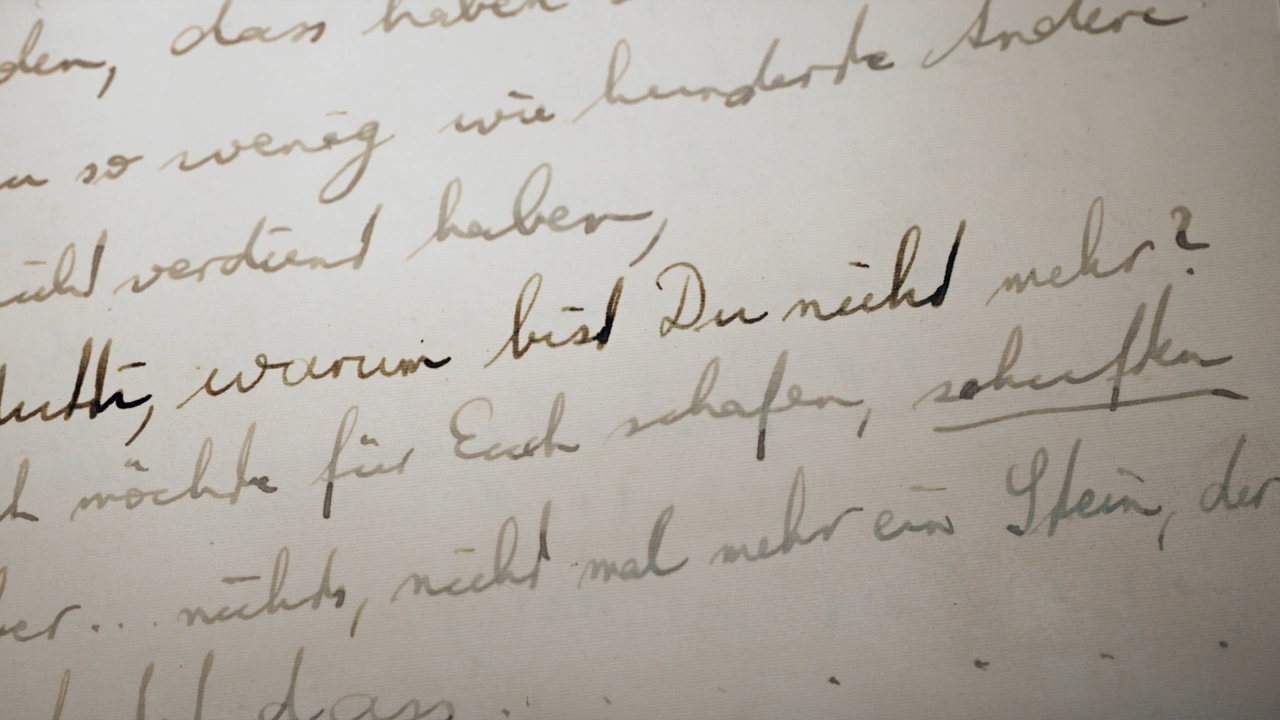 den, dass haben
so wenig wie hunderte Andere
nicht verdient haben,
Mutti, warum bist Du nicht mehr?
möchte für Euch schafen, schuften
nichts, nicht mal mehr ein Stein, der
dass...